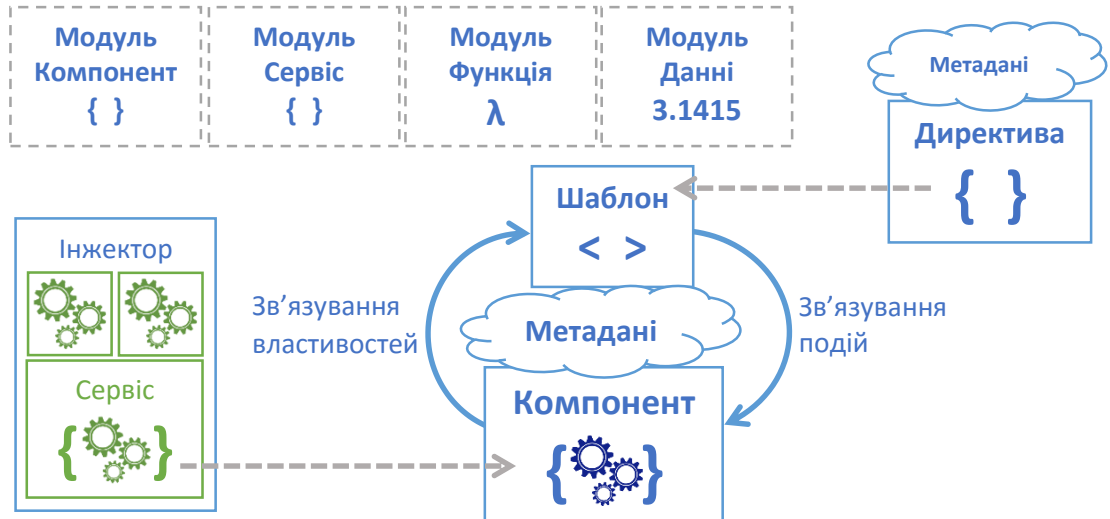 Модуль
Компонент
{ }
Модуль
Сервіс
{ }
Модуль
Функція
λ
Модуль
Данні
3.1415
Метадані
Директива
{ }
Шаблон
< >
Інжектор
Зв’язування
властивостей
Метадані
Зв’язування
подій
Сервіс
{ }
Компонент
{ }